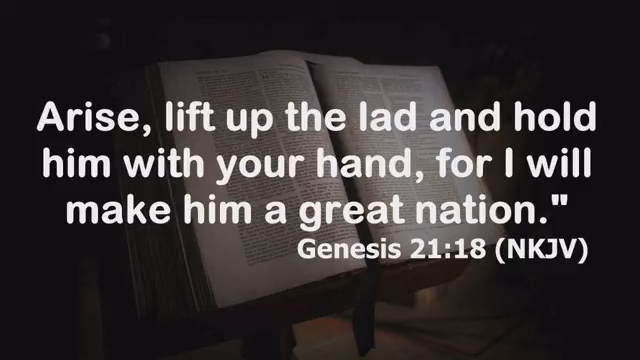 Arise, lift up the lad and hold
him with your hand, for I will
make him a great nation."
Genesis 21:18 (NKJV)